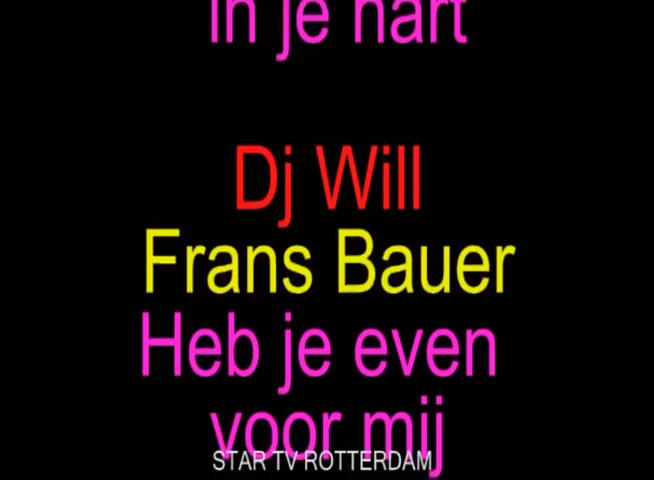 in je hart
Dj Will
Frans Bauer
Heb je even
voor mij
STAR TV ROTTERDAM